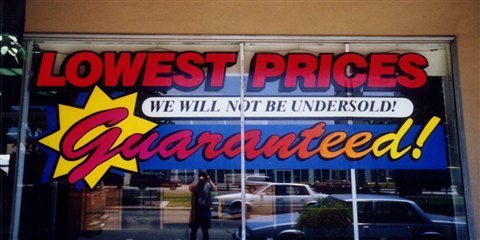 LOWEST PRICES
WE WILL NOT BE UNDERSOLD!
Guaranteed!